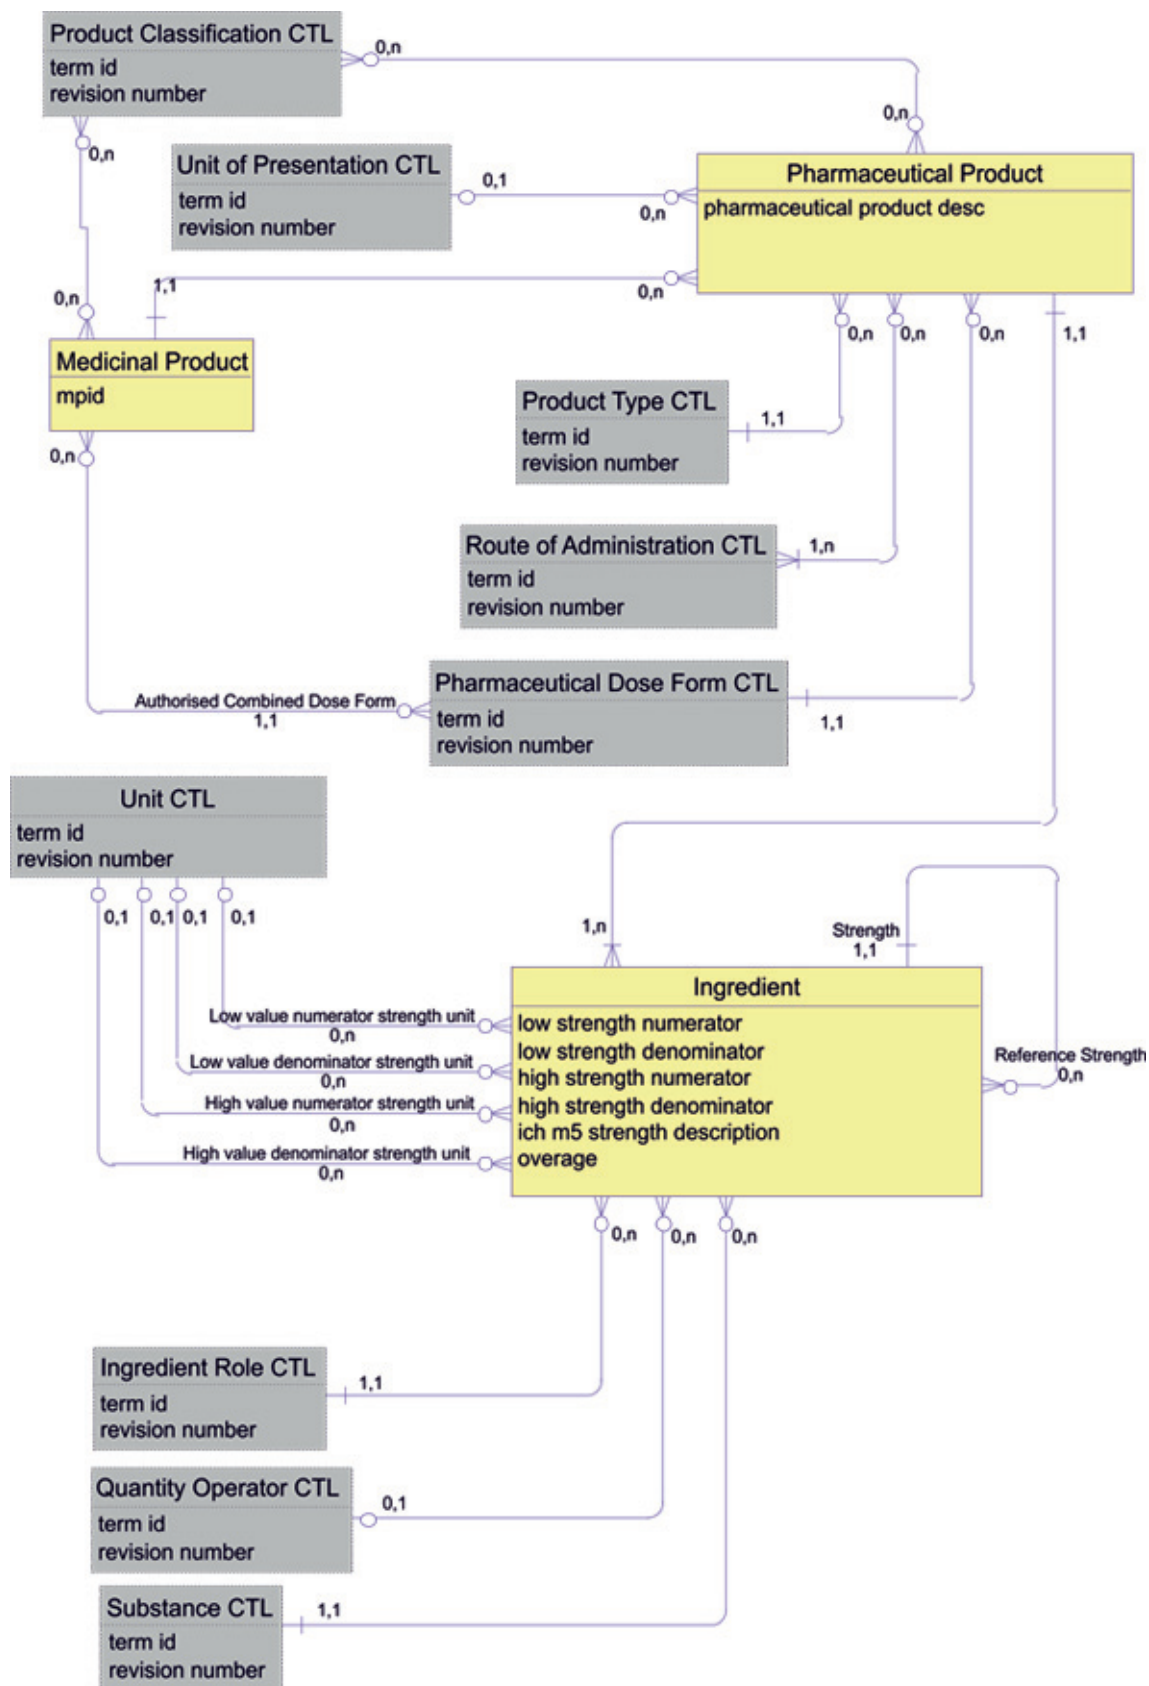 Product Classification CTL
term id
revision number
0,n
0,n
0,n
Unit of Presentation CTL
term id
revision number
0,1
0,n
Pharmaceutical Product
pharmaceutical product desc
1,1
0,n
0,n
Medicinal Product
mpid
0,n
0,n
0,n
0,n
1,1
Product Type CTL
term id
revision number
1,1
Route of Administration CTL
term id
revision number
1,n
Pharmaceutical Dose Form CTL
term id
revision number
Authorised Combined Dose Form
1,1
1,1
Unit CTL
term id
revision number
0,1
0,1
0,1
0,1
1,n
Strength
1,1
Ingredient
low strength numerator
low strength denominator
high strength numerator
high strength denominator
ich m5 strength description
overage
Low value numerator strength unit
0,n
Low value denominator strength unit
0,n
High value numerator strength unit
0,n
High value denominator strength unit
0,n
Reference Strength
0,n
0,n
0,n
0,n
Ingredient Role CTL
term id
revision number
1,1
Quantity Operator CTL
term id
revision number
0,1
Substance CTL
term id
revision number
1,1